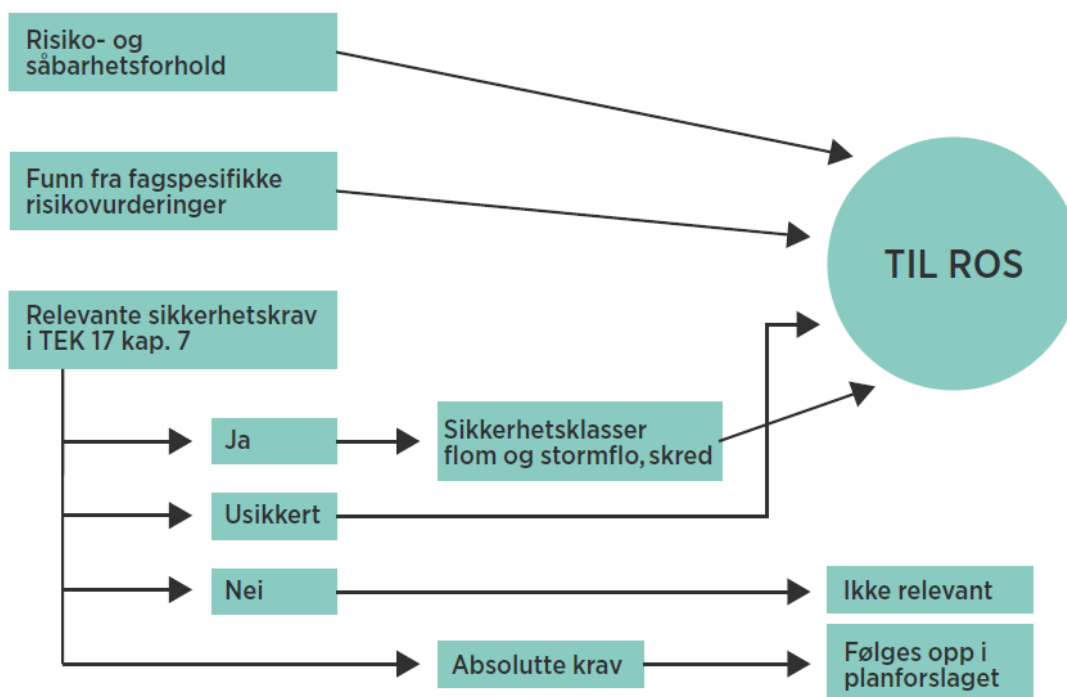 Risiko- og
såbarhetsforhold
Funn fra fagspesifikke
risikovurderinger
TIL ROS
Relevante sikkerhetskrav
i TEK 17 kap. 7
Ja
Sikkerhetsklasser
flom og stormflo, skred
Usikkert
Nei
Ikke relevant
Absolutte krav
Følges opp i
planforslaget